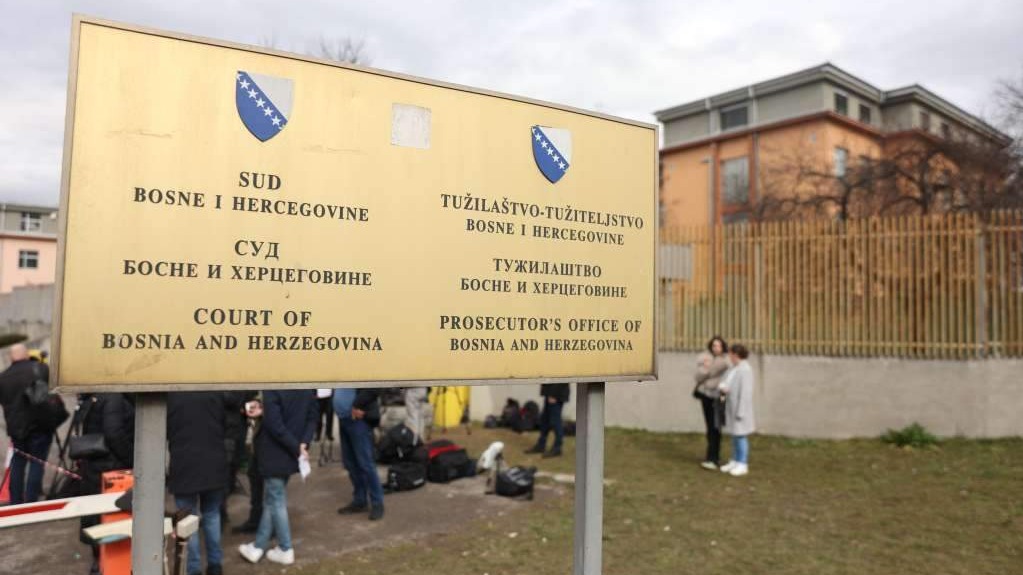 SUD
BOSNE I HERCEGOVINE
СУД
БОСНЕ И ХЕРЦЕГОВИНЕ
COURT OF
BOSNIA AND HERZEGOVINA
TUŽILAŠTVO-TUŽITELJSTVO
BOSNE I HERCEGOVINE
ТУЖИЛАШТВО
БОСНЕ И ХЕРЦЕГОВИНЕ
PROSECUTOR'S OFFICE OF
BOSNIA AND HERZEGOVINA